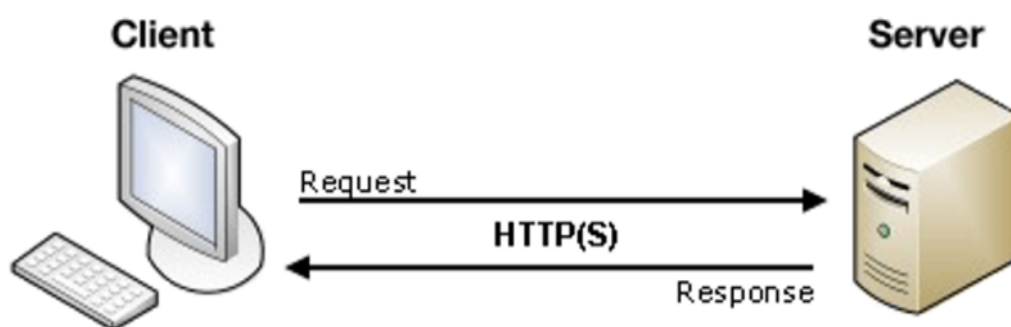 Client
Server
Request
HTTP(S)
Response